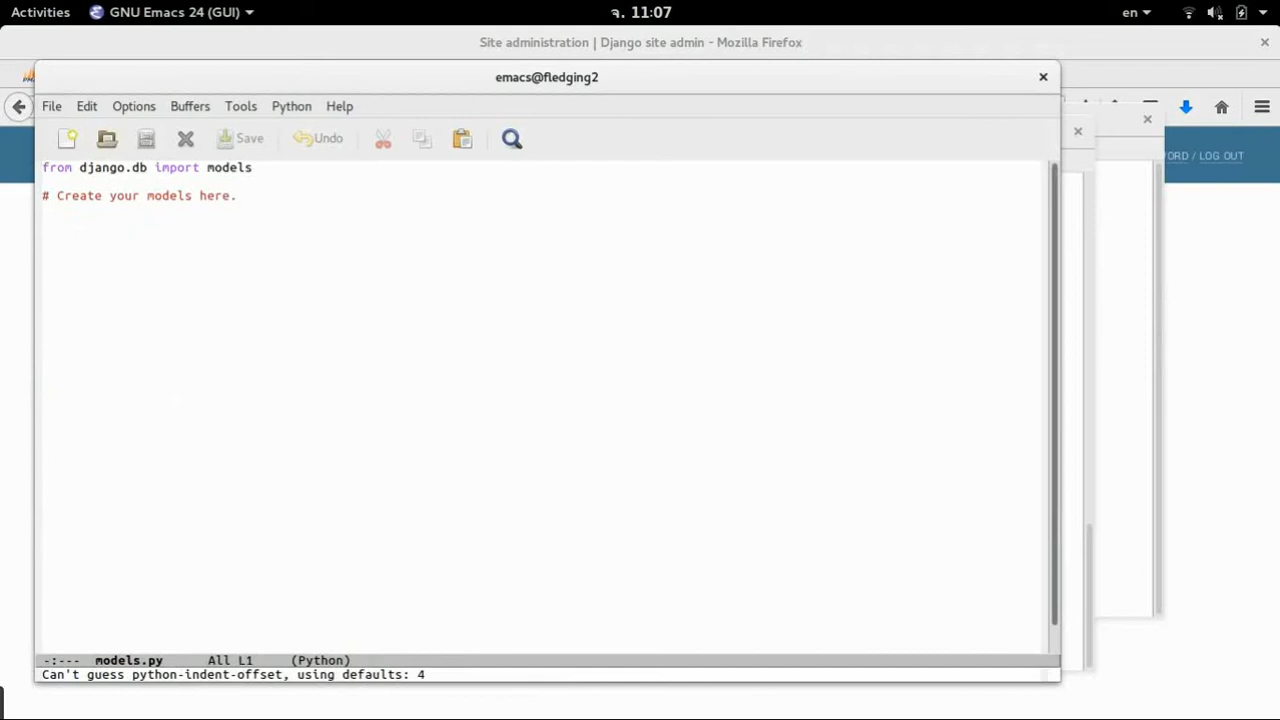 Activities GNU Emacs 24 (GUI) จ. 11:07 en
Site administration | Django site admin - Mozilla Firefox
emacs@fledging2
File Edit Options Buffers Tools Python Help
Save Undo
ORD / LOG OUT
from django.db import models
# Create your models here.
-:--- models.py All L1 (Python)
Can't guess python-indent-offset, using defaults: 4